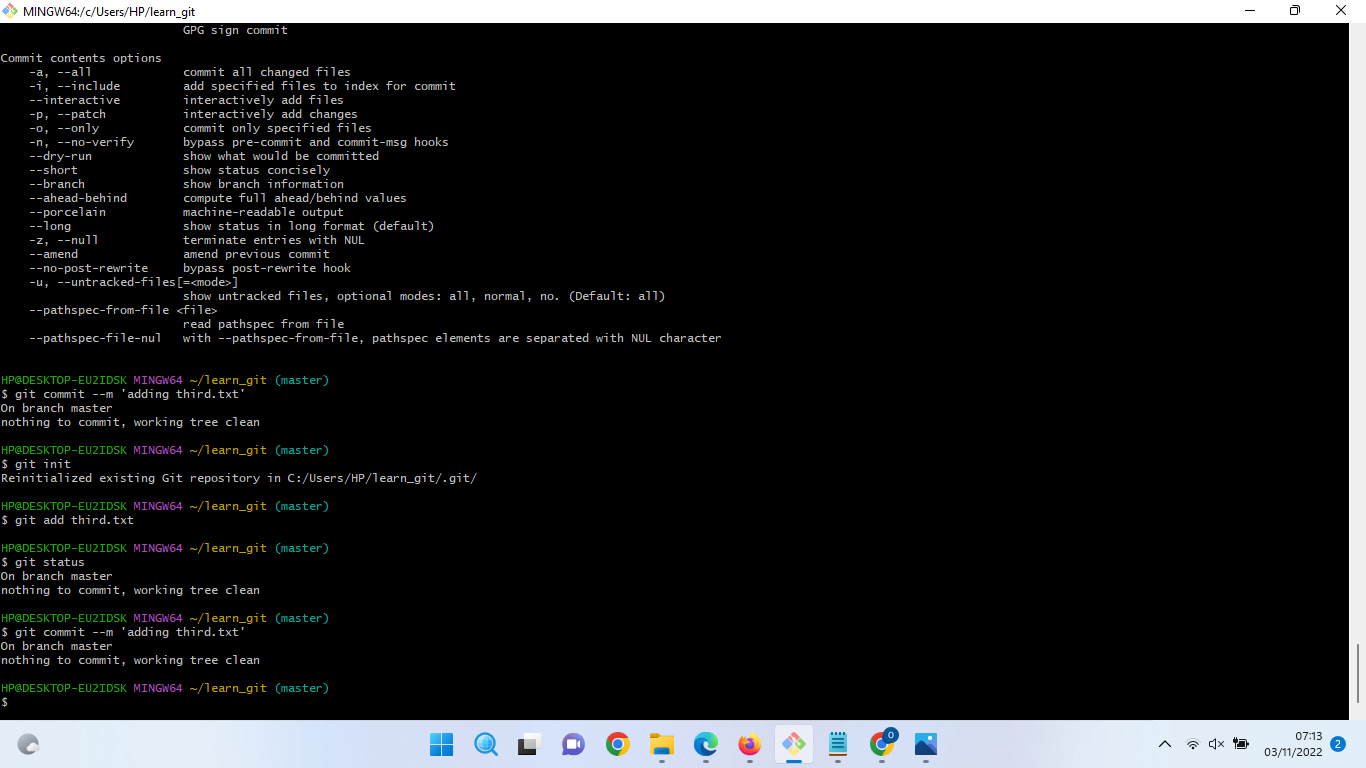 MINGW64:/c/Users/HP/learn_git
GPG sign commit
Commit contents options
-a, --all commit all changed files
-i, --include add specified files to index for commit
--interactive interactively add files
-p, --patch interactively add changes
-o, --only commit only specified files
-n, --no-verify bypass pre-commit and commit-msg hooks
--dry-run show what would be committed
--short show status concisely
--branch show branch information
--ahead-behind compute full ahead/behind values
--porcelain machine-readable output
--long show status in long format (default)
-z, --null terminate entries with NUL
--amend amend previous commit
--no-post-rewrite bypass post-rewrite hook
-u, --untracked-files[=<mode>]
show untracked files, optional modes: all, normal, no. (Default: all)
--pathspec-from-file <file>
read pathspec from file
--pathspec-file-nul with --pathspec-from-file, pathspec elements are separated with NUL character
HP@DESKTOP-EU2IDSK MINGW64 ~/learn_git (master)
$ git commit --m 'adding third.txt'
On branch master
nothing to commit, working tree clean
HP@DESKTOP-EU2IDSK MINGW64 ~/learn_git (master)
$ git init
Reinitialized existing Git repository in C:/Users/HP/learn_git/.git/
HP@DESKTOP-EU2IDSK MINGW64 ~/learn_git (master)
$ git add third.txt
HP@DESKTOP-EU2IDSK MINGW64 ~/learn_git (master)
$ git status
On branch master
nothing to commit, working tree clean
HP@DESKTOP-EU2IDSK MINGW64 ~/learn_git (master)
$ git commit --m 'adding third.txt'
On branch master
nothing to commit, working tree clean
HP@DESKTOP-EU2IDSK MINGW64 ~/learn_git (master)
$
O
07:13
03/11/2022
2